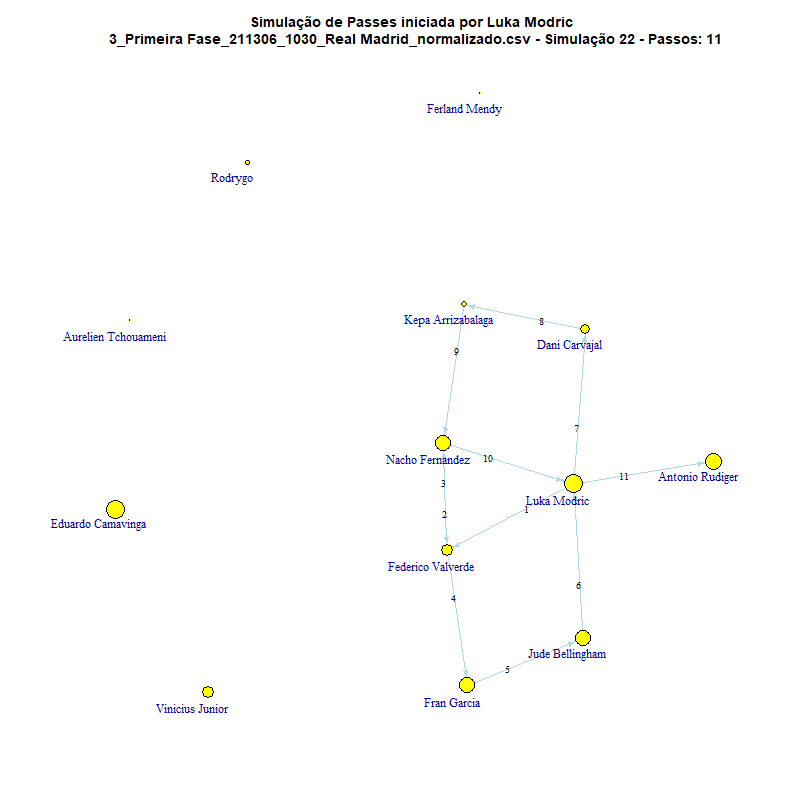 Simulação de Passes iniciada por Luka Modric
3_Primeira Fase_211306_1030_Real Madrid_normalizado.csv - Simulação 22 - Passos: 11
Ferland Mendy
Rodrygo
Kepa Arrizabalaga
8
Aurelien Tchouameni
Dani Carvajal
9
7
Nacho Fernández
10
3
11
Antonio Rudiger
Luka Modric
1
2
Eduardo Camavinga
Federico Valverde
6
4
Jude Bellingham
5
Fran Garcia
Vinicius Junior